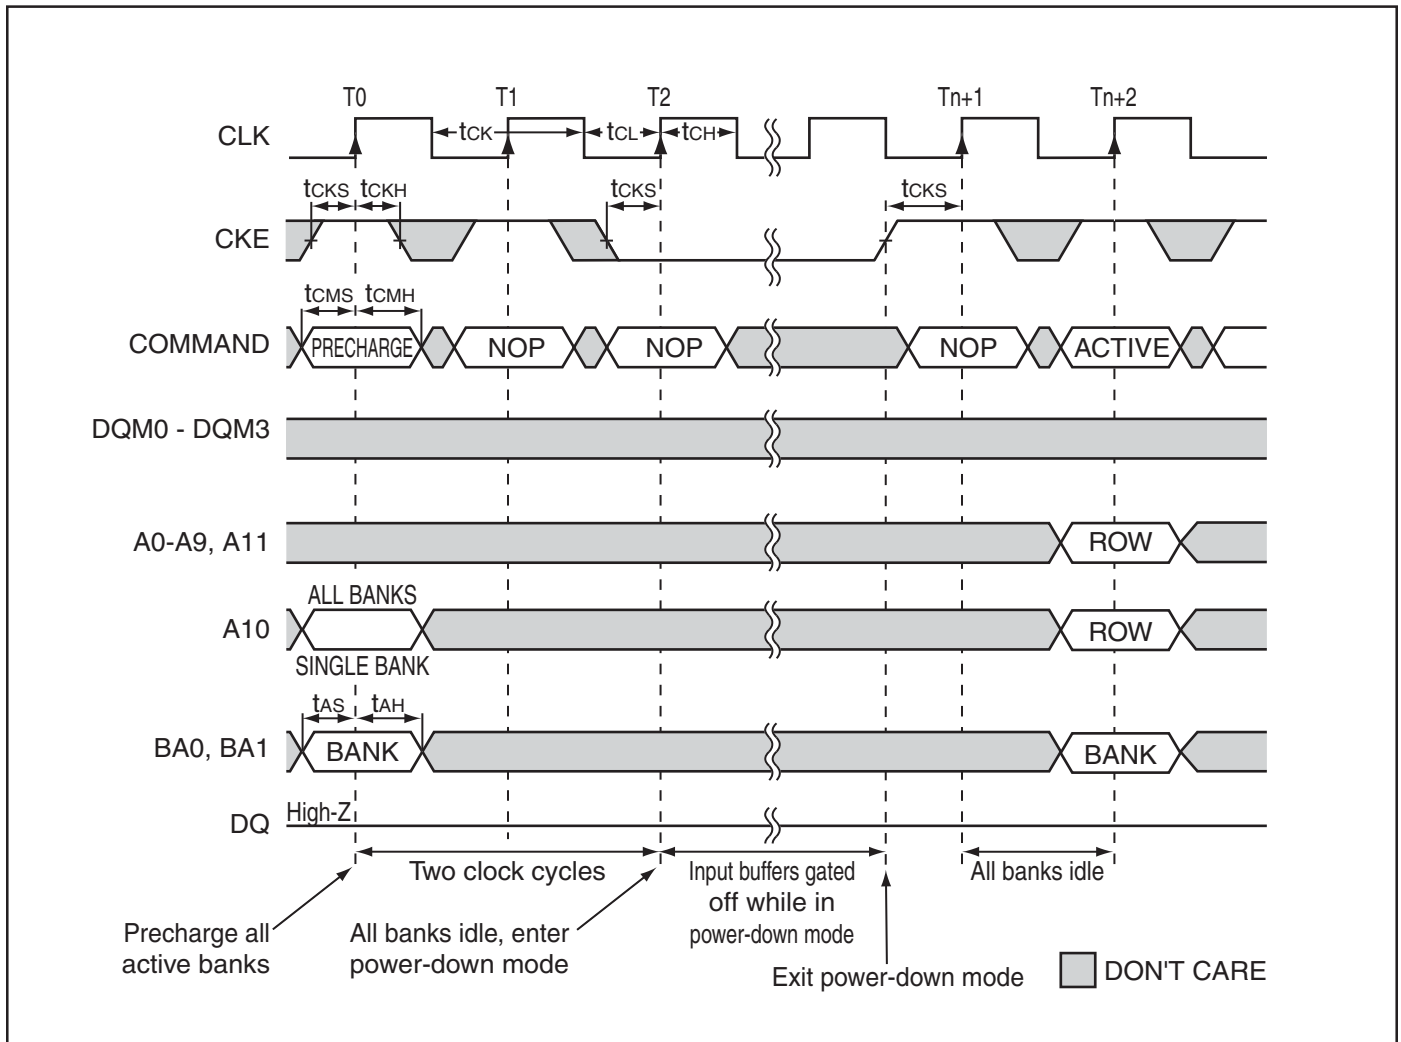 T0 T1 T2 Tn+1 Tn+2
CLK tCK tCL tCH
tCKS tCKH tCKS tCKS
CKE
tCMS tCMH
COMMAND PRECHARGE NOP NOP NOP ACTIVE
DQM0 - DQM3
A0-A9, A11 ROW
ALL BANKS
A10 ROW
SINGLE BANK
tAS tAH
BA0, BA1 BANK BANK
High-Z
DQ
Two clock cycles
Input buffers gated
off while in
power-down mode
All banks idle
Precharge all
active banks
All banks idle, enter
power-down mode
Exit power-down mode
DON'T CARE